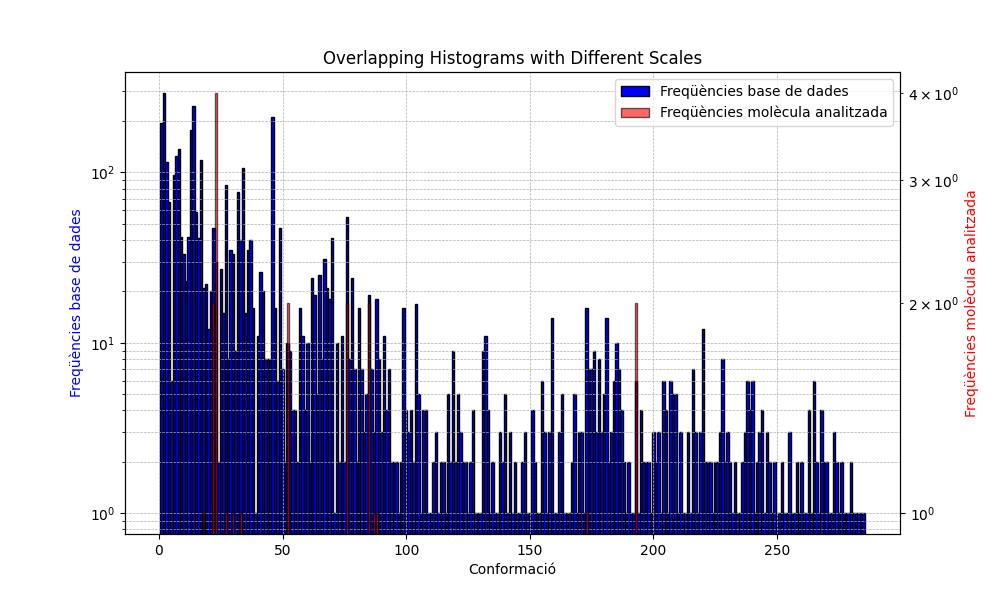 Overlapping Histograms with Different Scales
Freqüències base de dades
Freqüències molècula analitzada
Freqüències base de dades
10²
10¹
10⁰
4 × 10⁰
3 × 10⁰
2 × 10⁰
10⁰
Freqüències molècula analitzada
0 50 100 150 200 250
Conformació